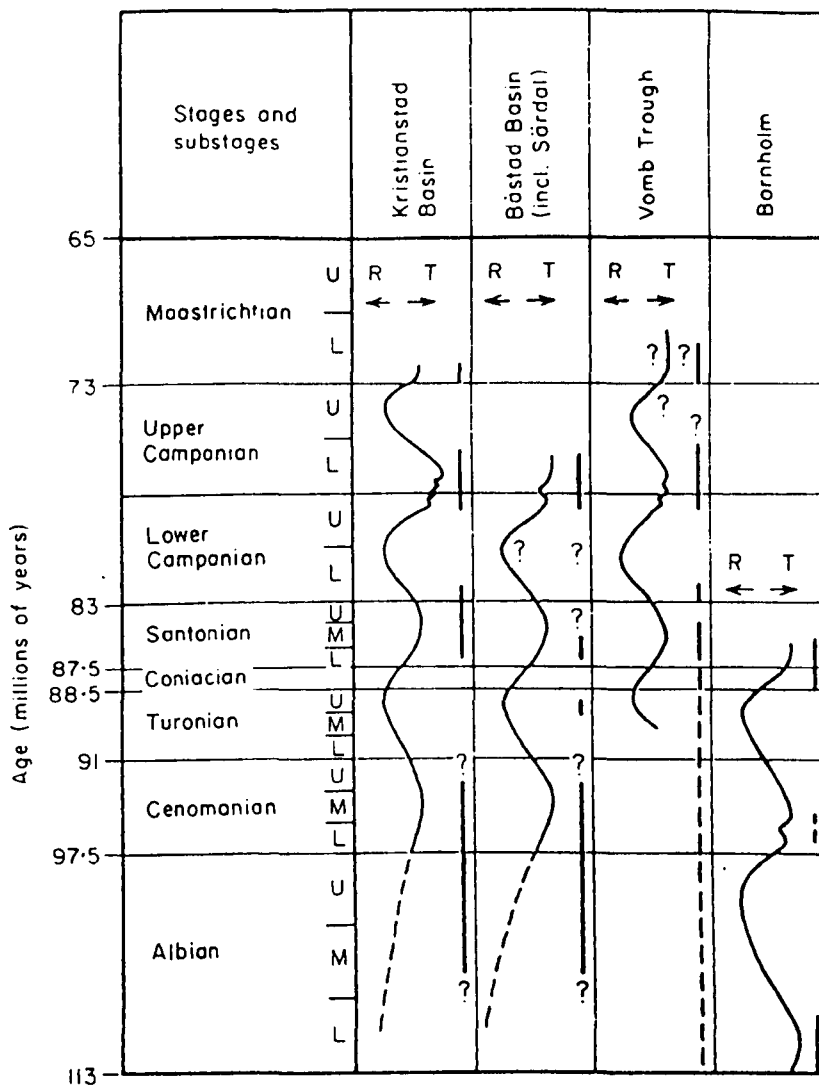 Stages and
substages
Kristianstad
Basin
Båstad Basin
(incl. Särdal)
Vomb Trough
Bornholm
Age (millions of years)
65
R T
R T
R T
Maastrichtian
U
L
? ?
73
?
?
Upper
Campanian
U
L
Lower
Campanian
U
L
? ?
R T
83
Santonian
U
M
L
?
87·5
Coniacian
88·5
Turonian
U
M
L
91
? ?
Cenomanian
U
M
L
97·5
Albian
U
M
L
? ?
113